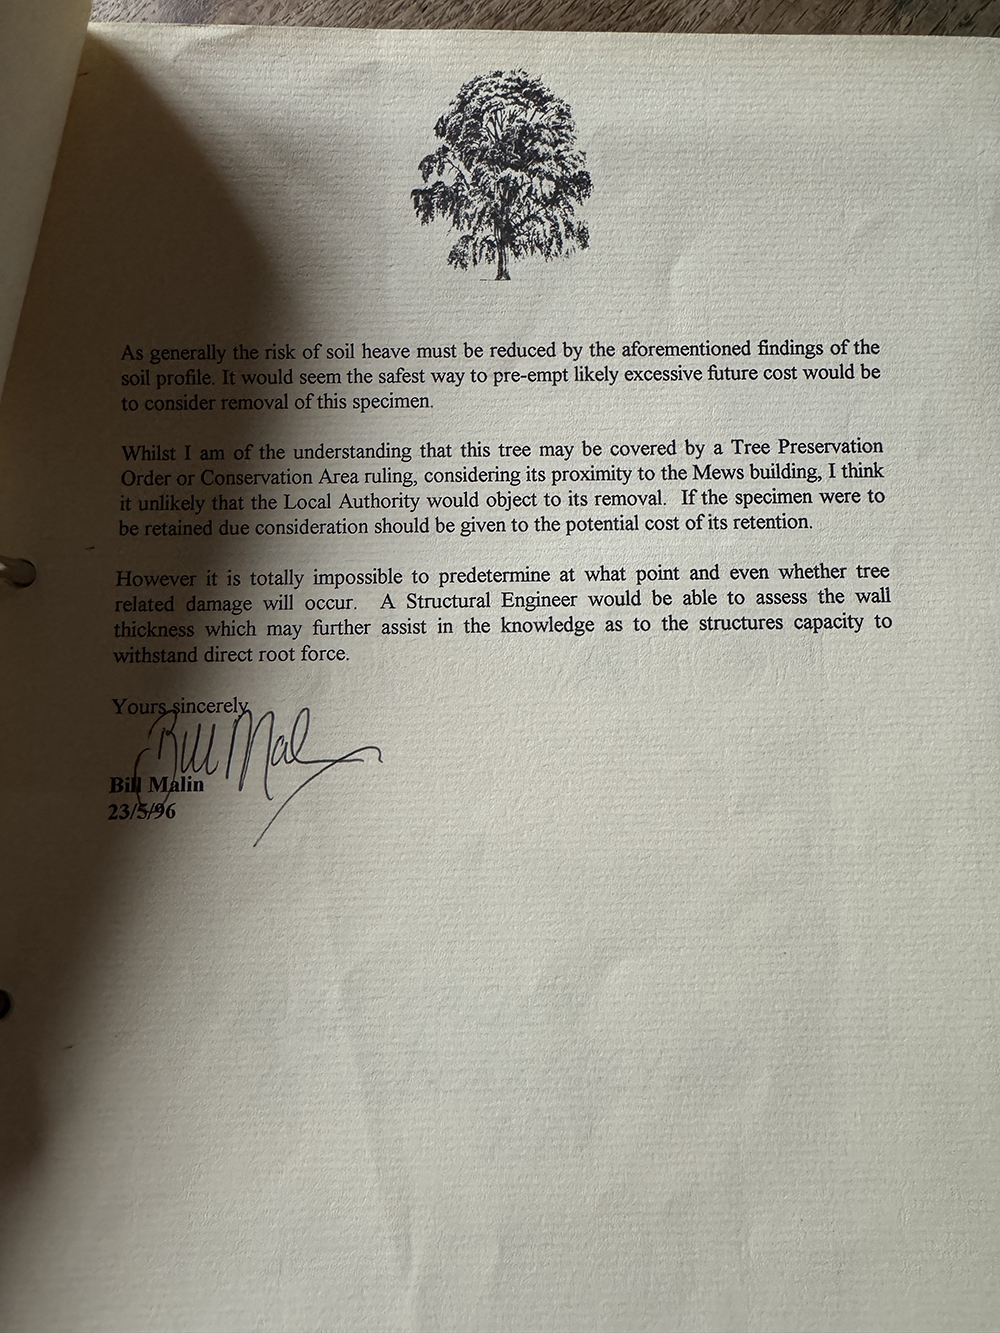 As generally the risk of soil heave must be reduced by the aforementioned findings of the
soil profile. It would seem the safest way to pre-empt likely excessive future cost would be
to consider removal of this specimen.
Whilst I am of the understanding that this tree may be covered by a Tree Preservation
Order or Conservation Area ruling, considering its proximity to the Mews building, I think
it unlikely that the Local Authority would object to its removal. If the specimen were to
be retained due consideration should be given to the potential cost of its retention.
However it is totally impossible to predetermine at what point and even whether tree
related damage will occur. A Structural Engineer would be able to assess the wall
thickness which may further assist in the knowledge as to the structures capacity to
withstand direct root force.
Yours sincerely
Bill Mal
Bill Malin
23/5/96